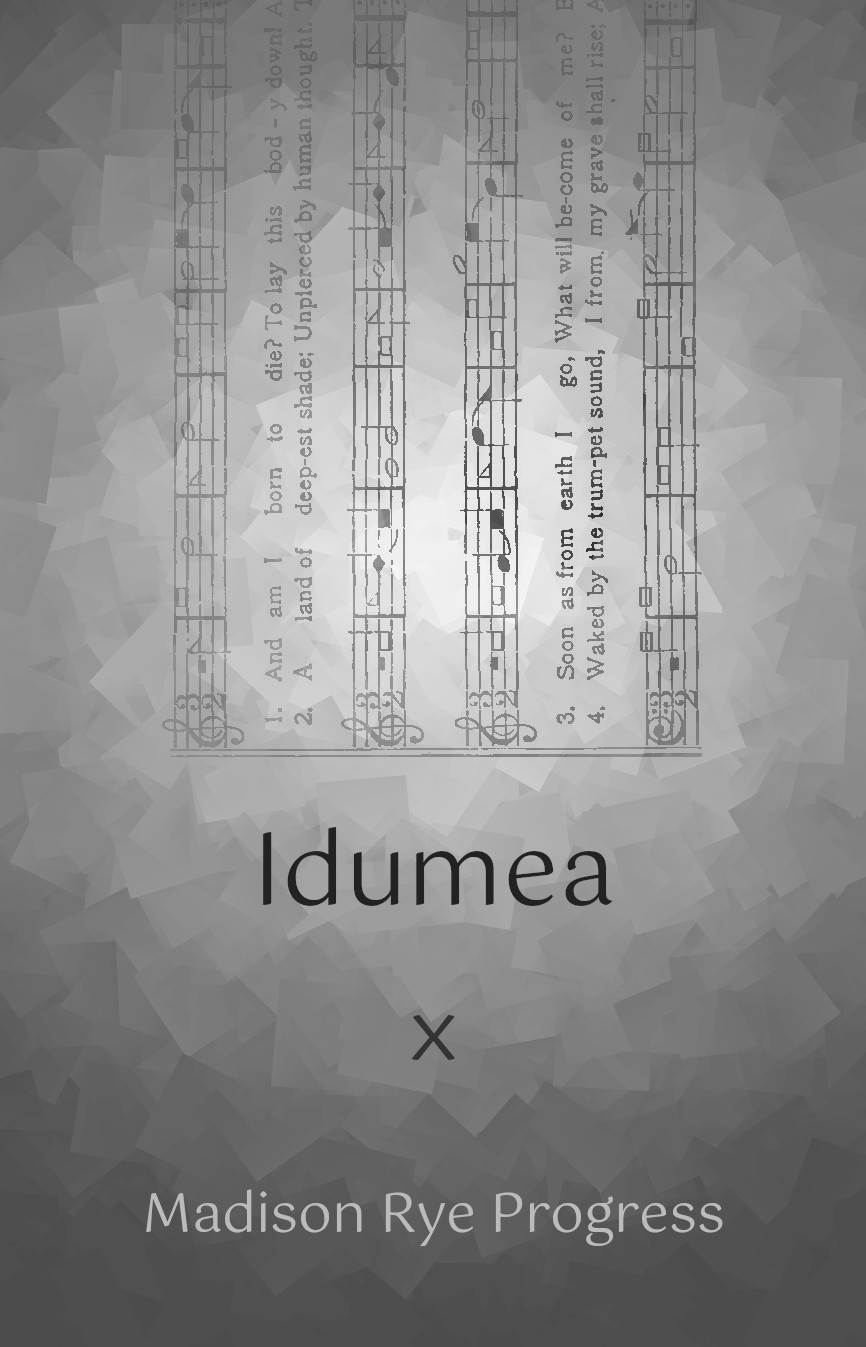 1. And am I born to die? To lay this bod - y down! A
2. A land of deep-est shade; Unpierced by human thought. T
3. Soon as from earth I go, What will be-come of me?
4. Waked by the trum-pet sound, I from. my grave shall rise; A
Idumea
X
Madison Rye Progress